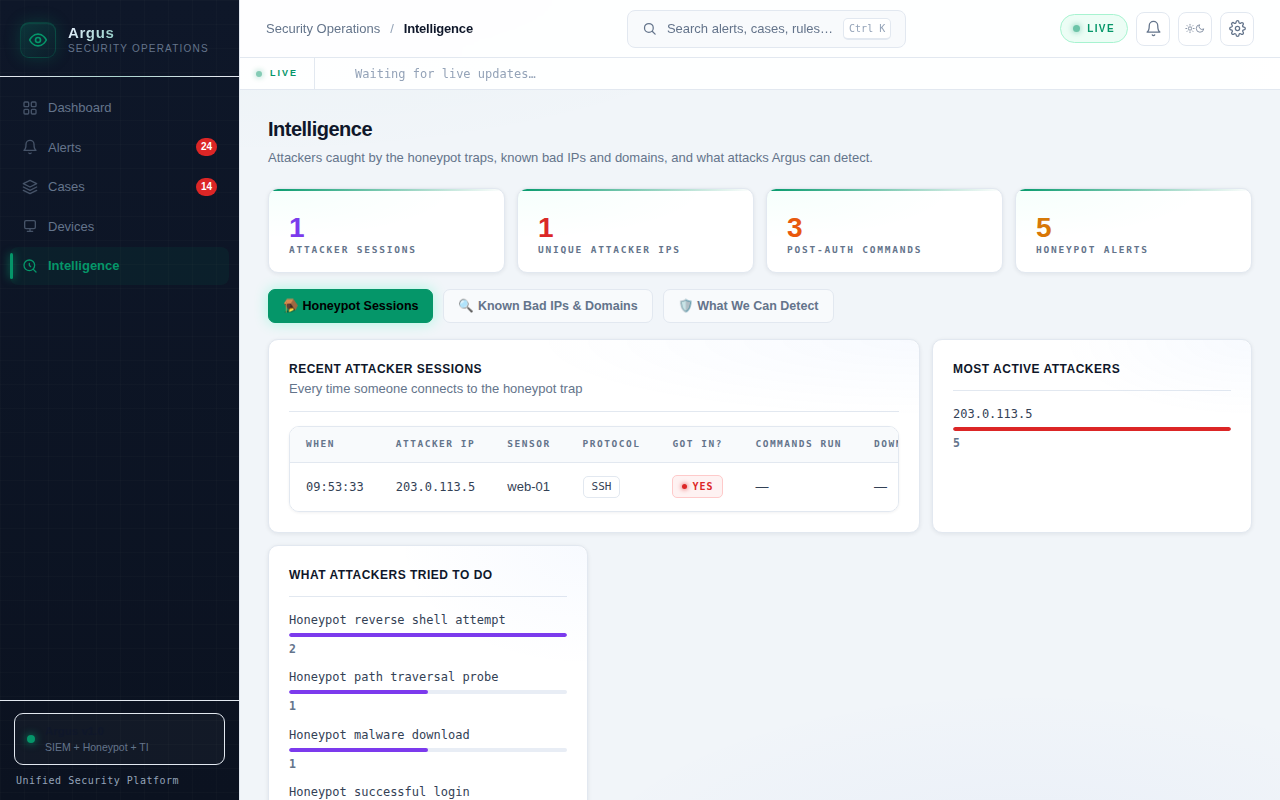 Argus
SECURITY OPERATIONS
Dashboard
Alerts 24
Cases 14
Devices
Intelligence
SIEM + Honeypot + TI
Unified Security Platform
Security Operations / Intelligence
Search alerts, cases, rules… Ctrl K
LIVE
LIVE
Waiting for live updates…
Intelligence
Attackers caught by the honeypot traps, known bad IPs and domains, and what attacks Argus can detect.
1
ATTACKER SESSIONS
1
UNIQUE ATTACKER IPS
3
POST-AUTH COMMANDS
5
HONEYPOT ALERTS
Honeypot Sessions
Known Bad IPs & Domains
What We Can Detect
RECENT ATTACKER SESSIONS
Every time someone connects to the honeypot trap
WHEN ATTACKER IP SENSOR PROTOCOL GOT IN? COMMANDS RUN DOWN
09:53:33 203.0.113.5 web-01 SSH YES — —
MOST ACTIVE ATTACKERS
203.0.113.5
5
WHAT ATTACKERS TRIED TO DO
Honeypot reverse shell attempt
2
Honeypot path traversal probe
1
Honeypot malware download
1
Honeypot successful login